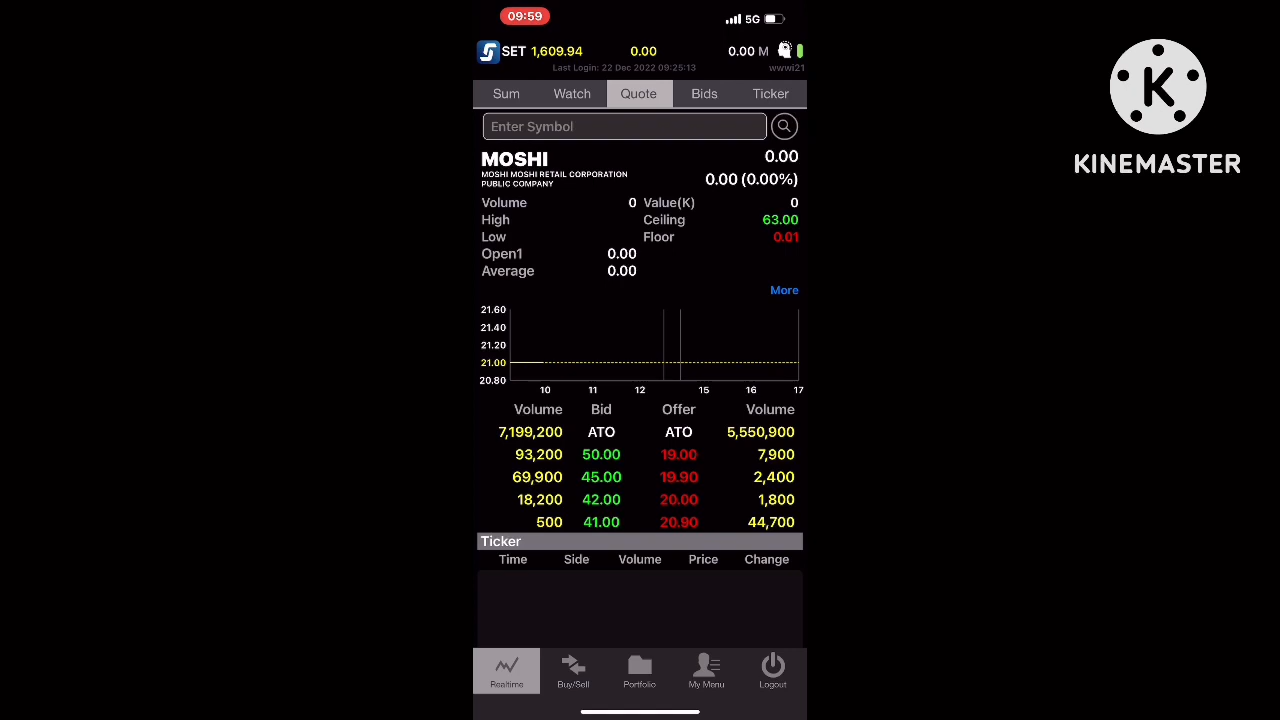 09:59
5G
SET 1,609.94 0.00 0.00 M
Last Login: 22 Dec 2022 09:25:13 wwwi21
Sum Watch Quote Bids Ticker
Enter Symbol
MOSHI 0.00
MOSHI MOSHI RETAIL CORPORATION
PUBLIC COMPANY
0.00 (0.00%)
Volume 0 Value(K) 0
High Ceiling 63.00
Low Floor 0.01
Open1 0.00
Average 0.00
More
21.60
21.40
21.20
21.00
20.80
10 11 12 15 16 17
Volume Bid Offer Volume
7,199,200 ATO ATO 5,550,900
93,200 50.00 19.00 7,900
69,900 45.00 19.90 2,400
18,200 42.00 20.00 1,800
500 41.00 20.90 44,700
Ticker
Time Side Volume Price Change
Realtime Buy/Sell Portfolio My Menu Logout
K
KINEMASTER